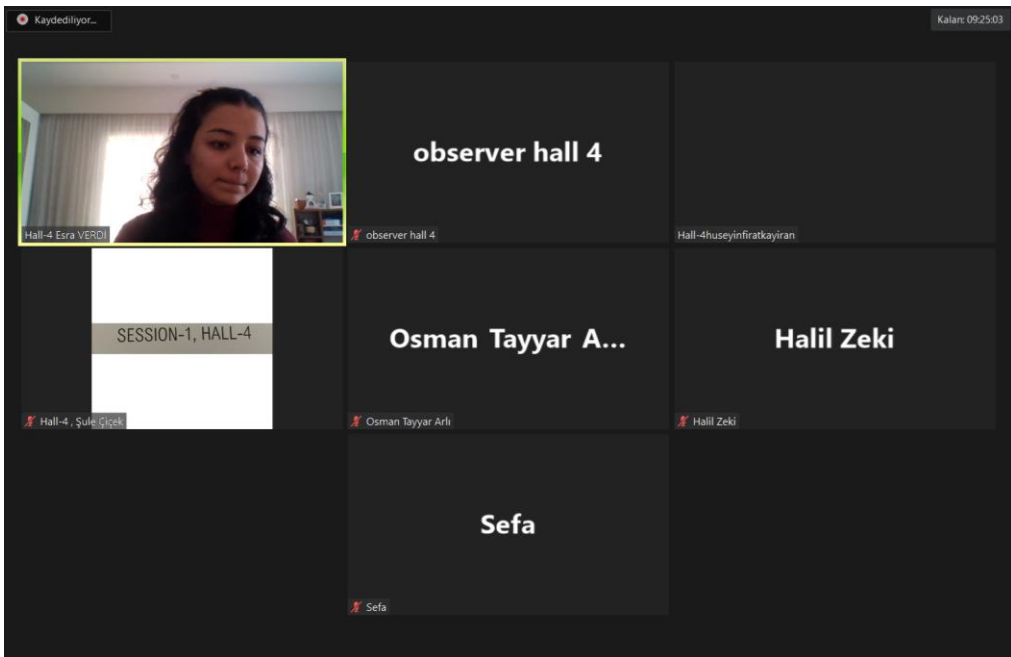 Kaydediliyor...
Kalan: 09:25:03
Hall-4 Esra VERDİ
observer hall 4
observer hall 4
Hall-4huseyinfiratkayiran
SESSION-1, HALL-4
Hall-4 , Şule Çiçek
Osman Tayyar A...
Osman Tayyar Arlı
Halil Zeki
Halil Zeki
Sefa
Sefa